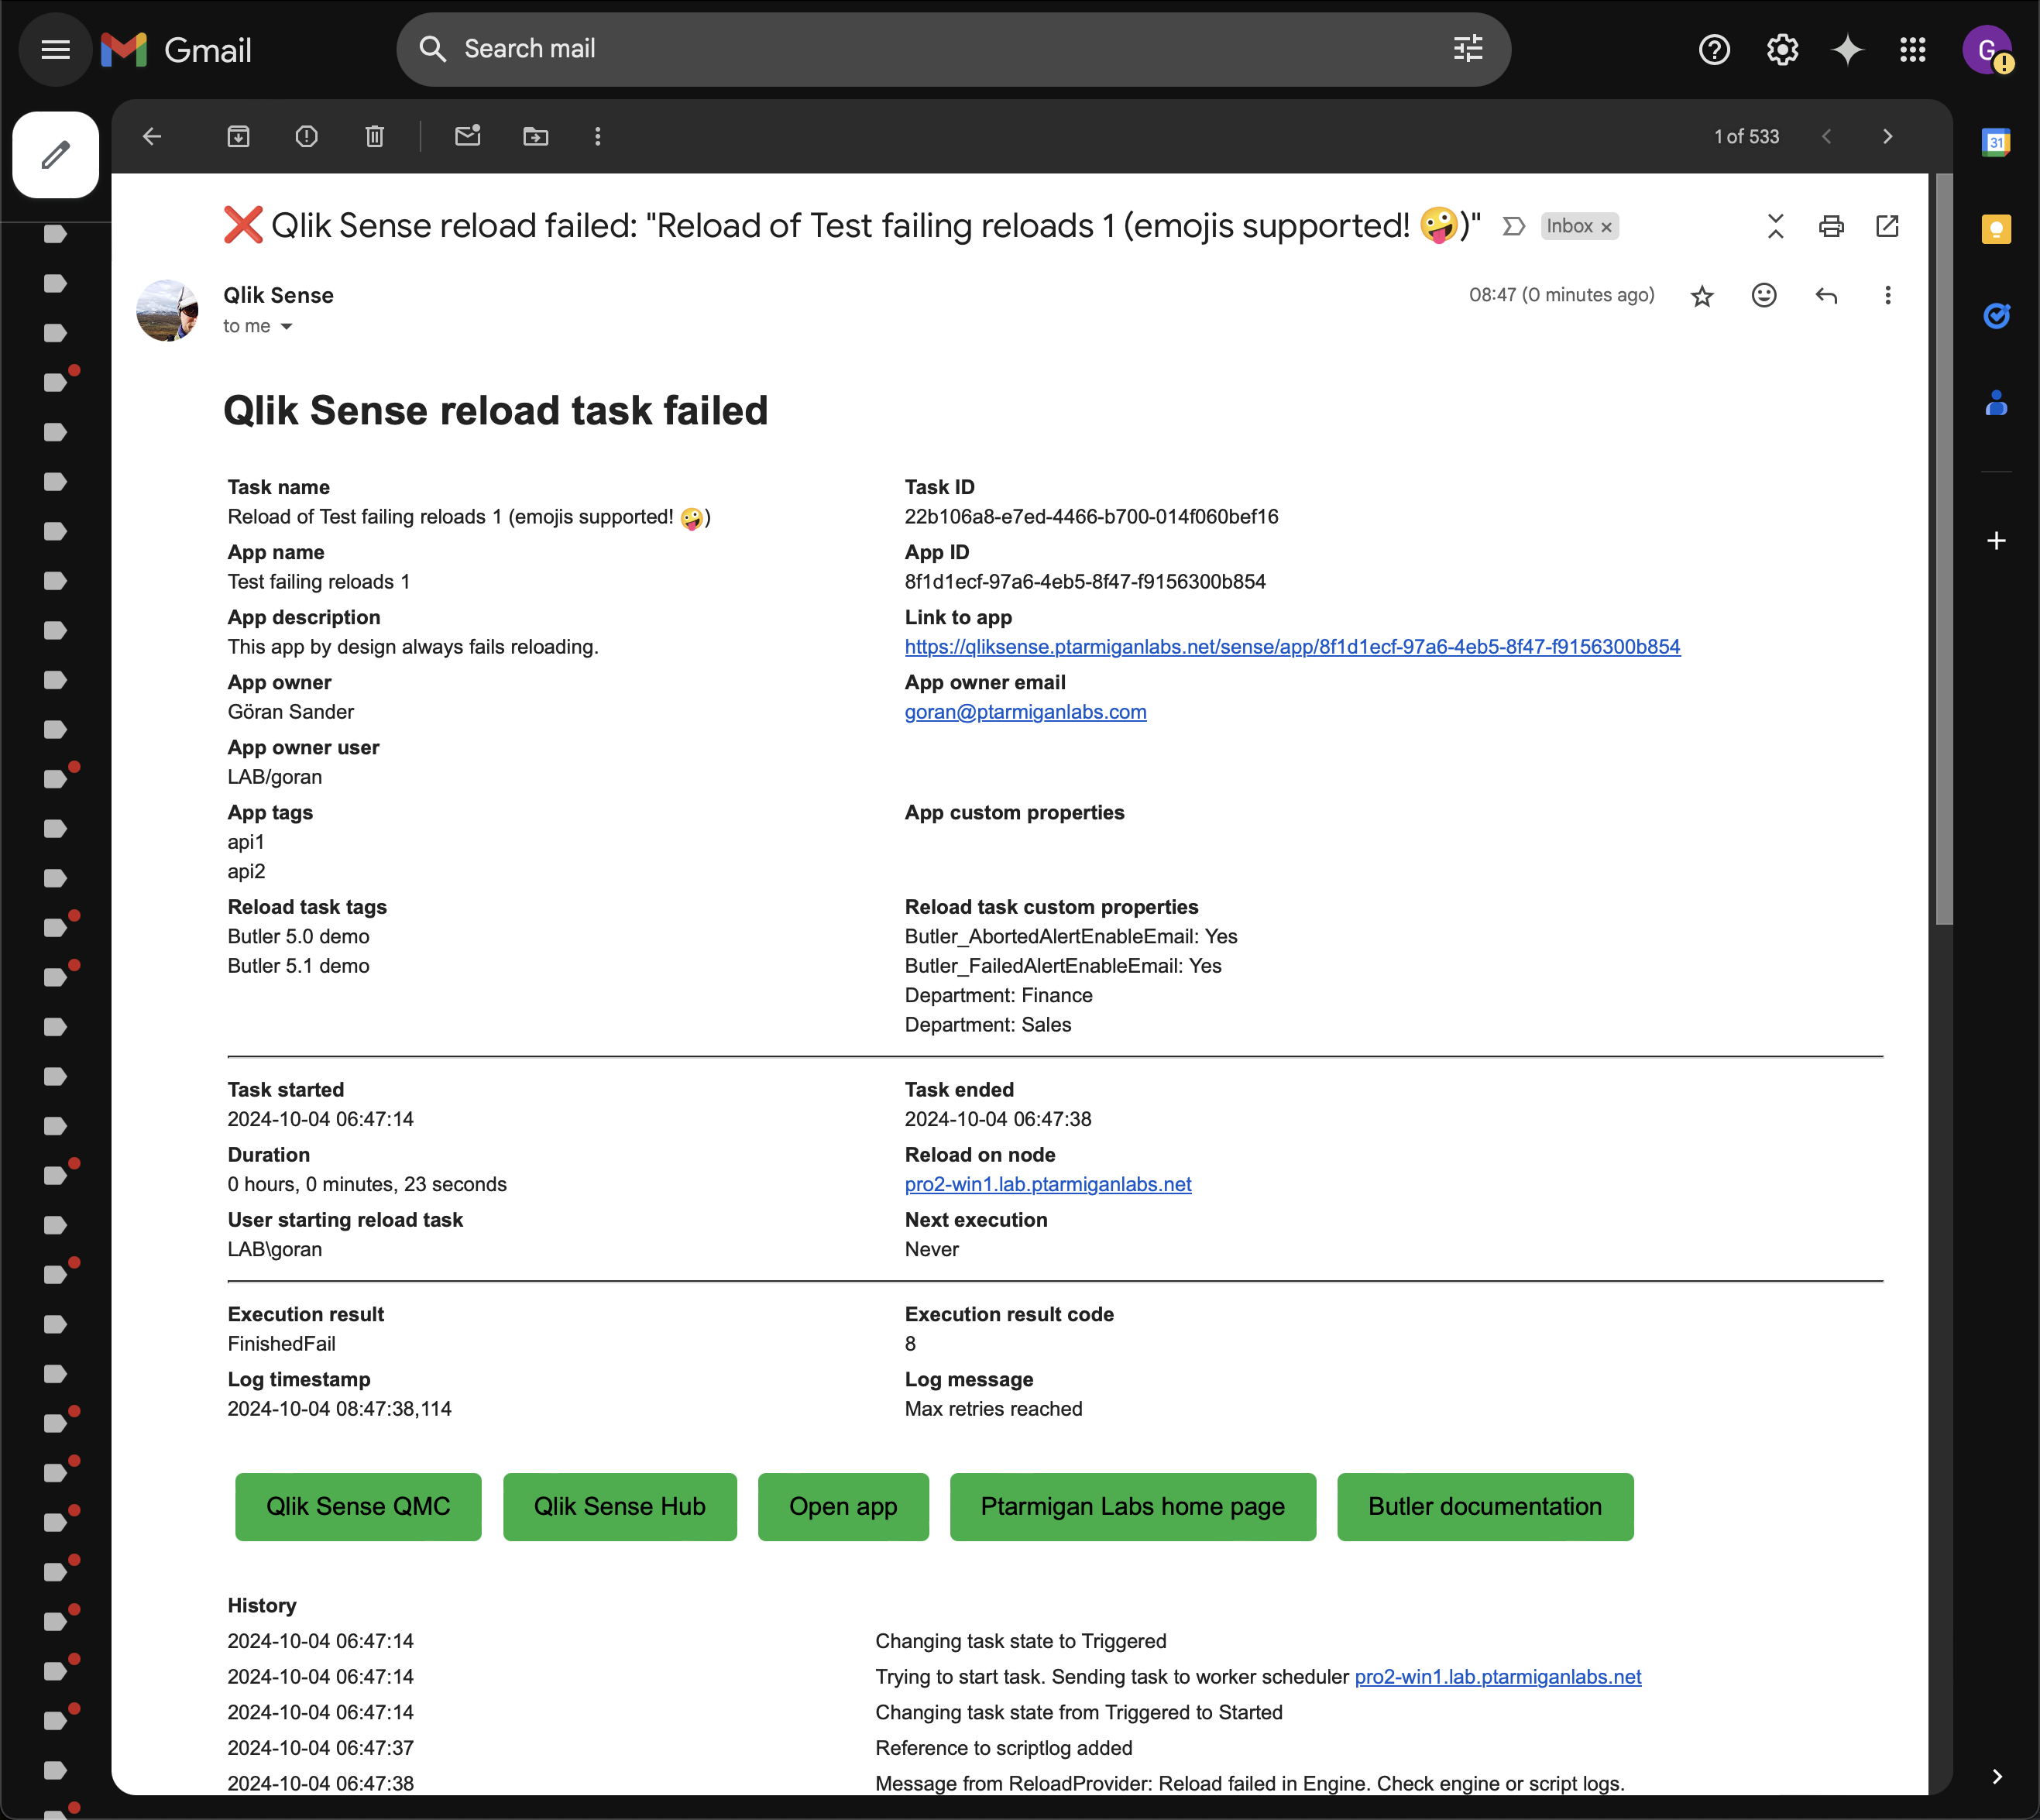 Gmail
Search mail
G
1 of 533
31
❌ Qlik Sense reload failed: "Reload of Test failing reloads 1 (emojis supported! 🤪)"
Inbox ×
Qlik Sense
08:47 (0 minutes ago)
to me
Qlik Sense reload task failed
Task name
Reload of Test failing reloads 1 (emojis supported! 🤪)
Task ID
22b106a8-e7ed-4466-b700-014f060bef16
App name
Test failing reloads 1
App ID
8f1d1ecf-97a6-4eb5-8f47-f9156300b854
App description
This app by design always fails reloading.
Link to app
https://qliksense.ptarmiganlabs.net/sense/app/8f1d1ecf-97a6-4eb5-8f47-f9156300b854
App owner
Göran Sander
App owner email
goran@ptarmiganlabs.com
App owner user
LAB/goran
App tags
api1
api2
App custom properties
Reload task tags
Butler 5.0 demo
Butler 5.1 demo
Reload task custom properties
Butler_AbortedAlertEnableEmail: Yes
Butler_FailedAlertEnableEmail: Yes
Department: Finance
Department: Sales
Task started
2024-10-04 06:47:14
Task ended
2024-10-04 06:47:38
Duration
0 hours, 0 minutes, 23 seconds
Reload on node
pro2-win1.lab.ptarmiganlabs.net
User starting reload task
LAB\goran
Next execution
Never
Execution result
FinishedFail
Execution result code
8
Log timestamp
2024-10-04 08:47:38,114
Log message
Max retries reached
Qlik Sense QMC
Qlik Sense Hub
Open app
Ptarmigan Labs home page
Butler documentation
History
2024-10-04 06:47:14 Changing task state to Triggered
2024-10-04 06:47:14 Trying to start task. Sending task to worker scheduler pro2-win1.lab.ptarmiganlabs.net
2024-10-04 06:47:14 Changing task state from Triggered to Started
2024-10-04 06:47:37 Reference to scriptlog added
2024-10-04 06:47:38 Message from ReloadProvider: Reload failed in Engine. Check engine or script logs.